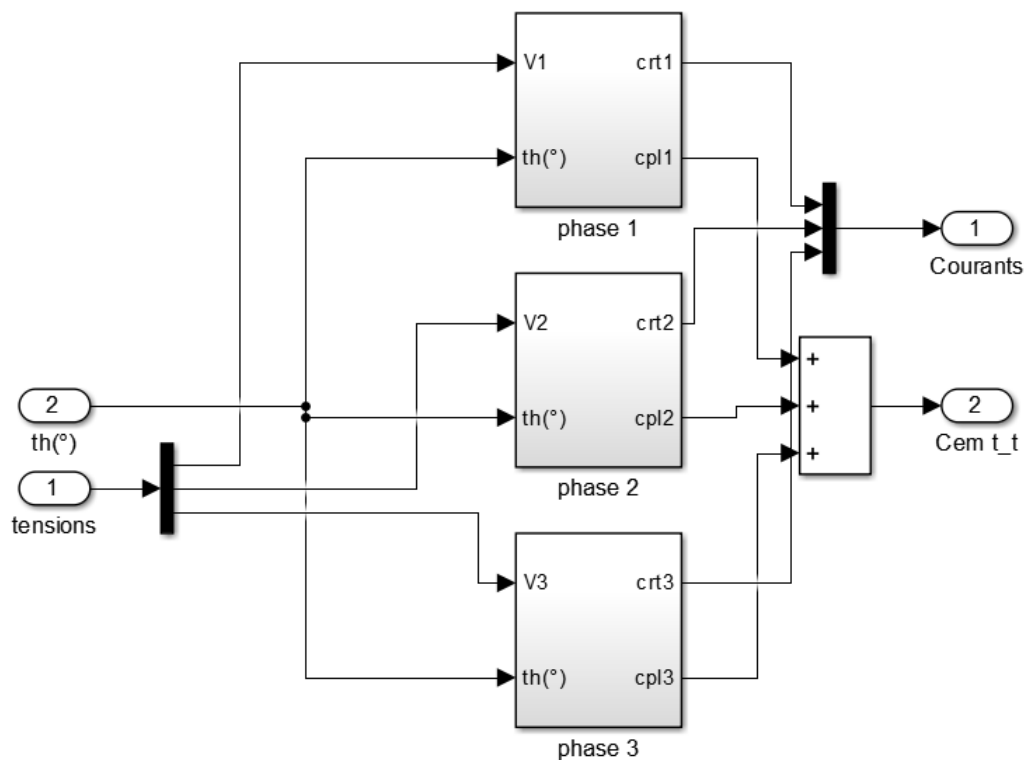 V1
crt1
th(°)
cpl1
phase 1
1
Courants
V2
crt2
th(°)
cpl2
phase 2
2
th(°)
1
tensions
+
+
+
2
Cem t_t
V3
crt3
th(°)
cpl3
phase 3